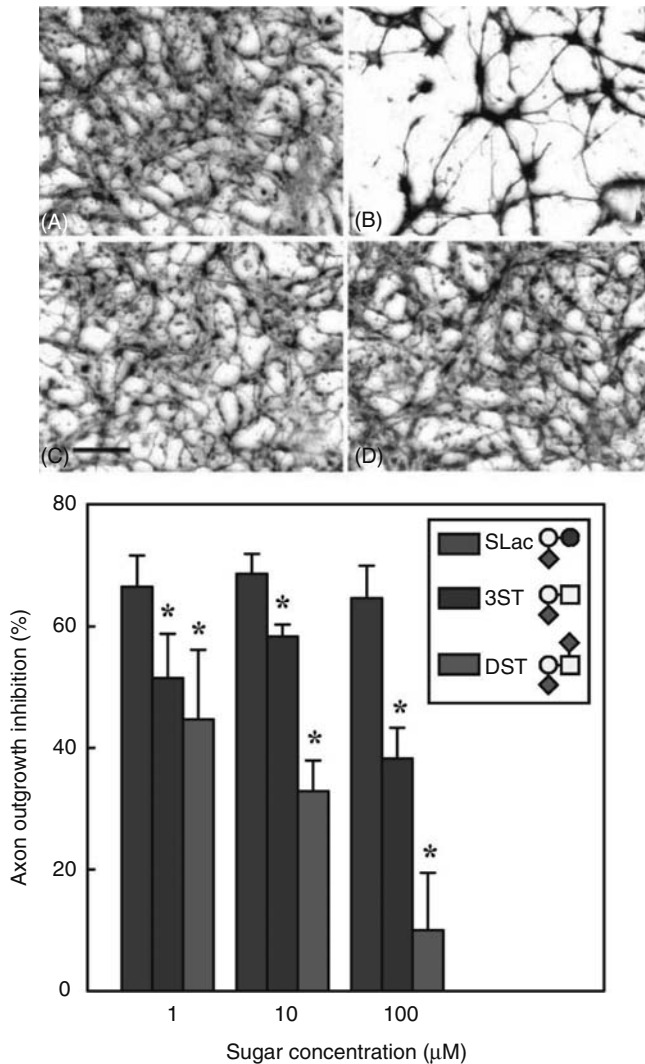 (A)
(B)
(C)
(D)
80
60
40
20
0
Axon outgrowth inhibition (%)
* * * * * *
SLac
3ST
DST
1 10 100
Sugar concentration (μM)